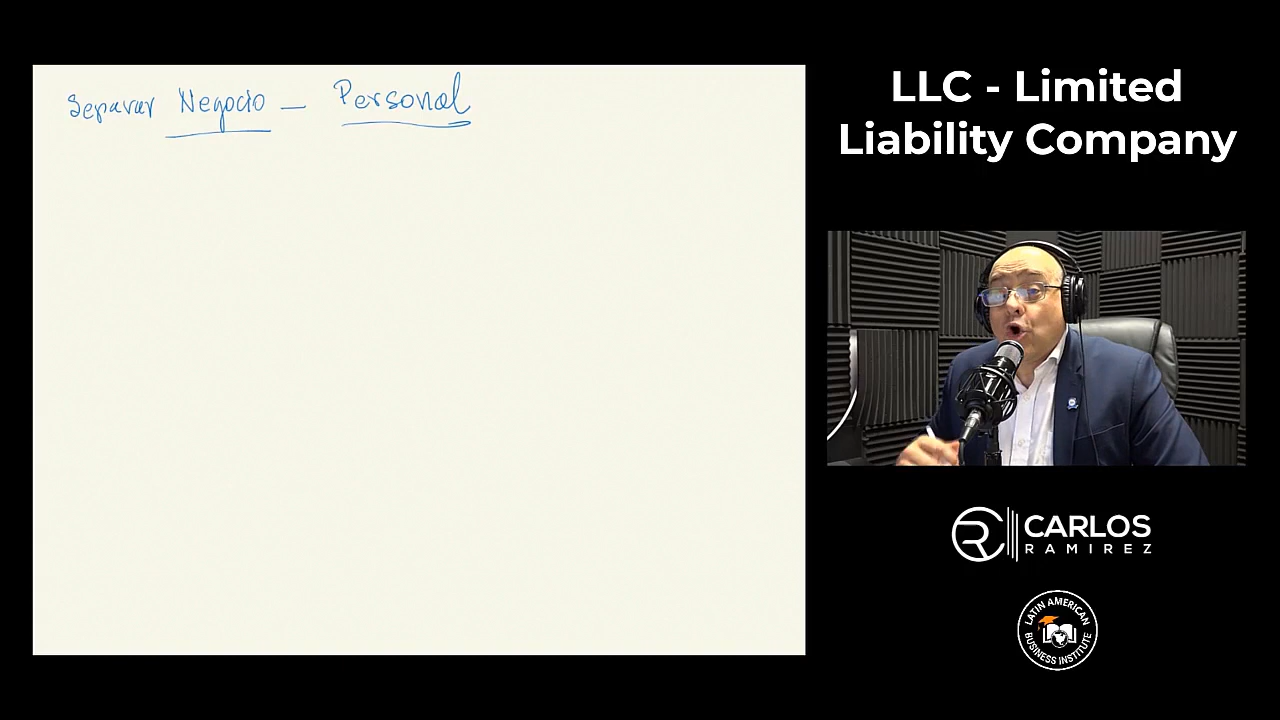 Separar Negocio — Personal
LLC - Limited
Liability Company
CARLOS
RAMIREZ
LATIN AMERICAN
BUSINESS INSTITUTE